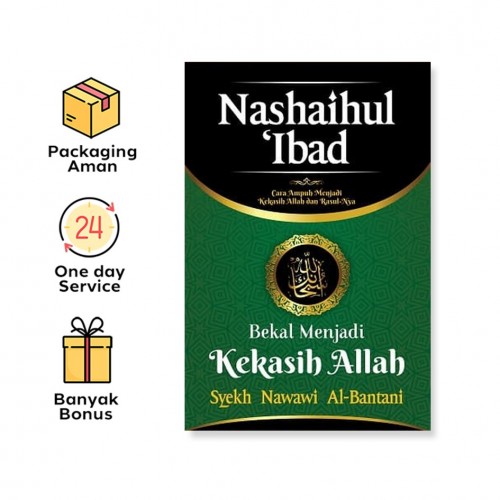 Packaging
Aman
24
One day
Service
Banyak
Bonus
Nashaihul
‘Ibad
Cara Ampuh Menjadi
Kekasih Allah dan Rasul-Nya
Bekal Menjadi
Kekasih Allah
Syekh Nawawi Al-Bantani